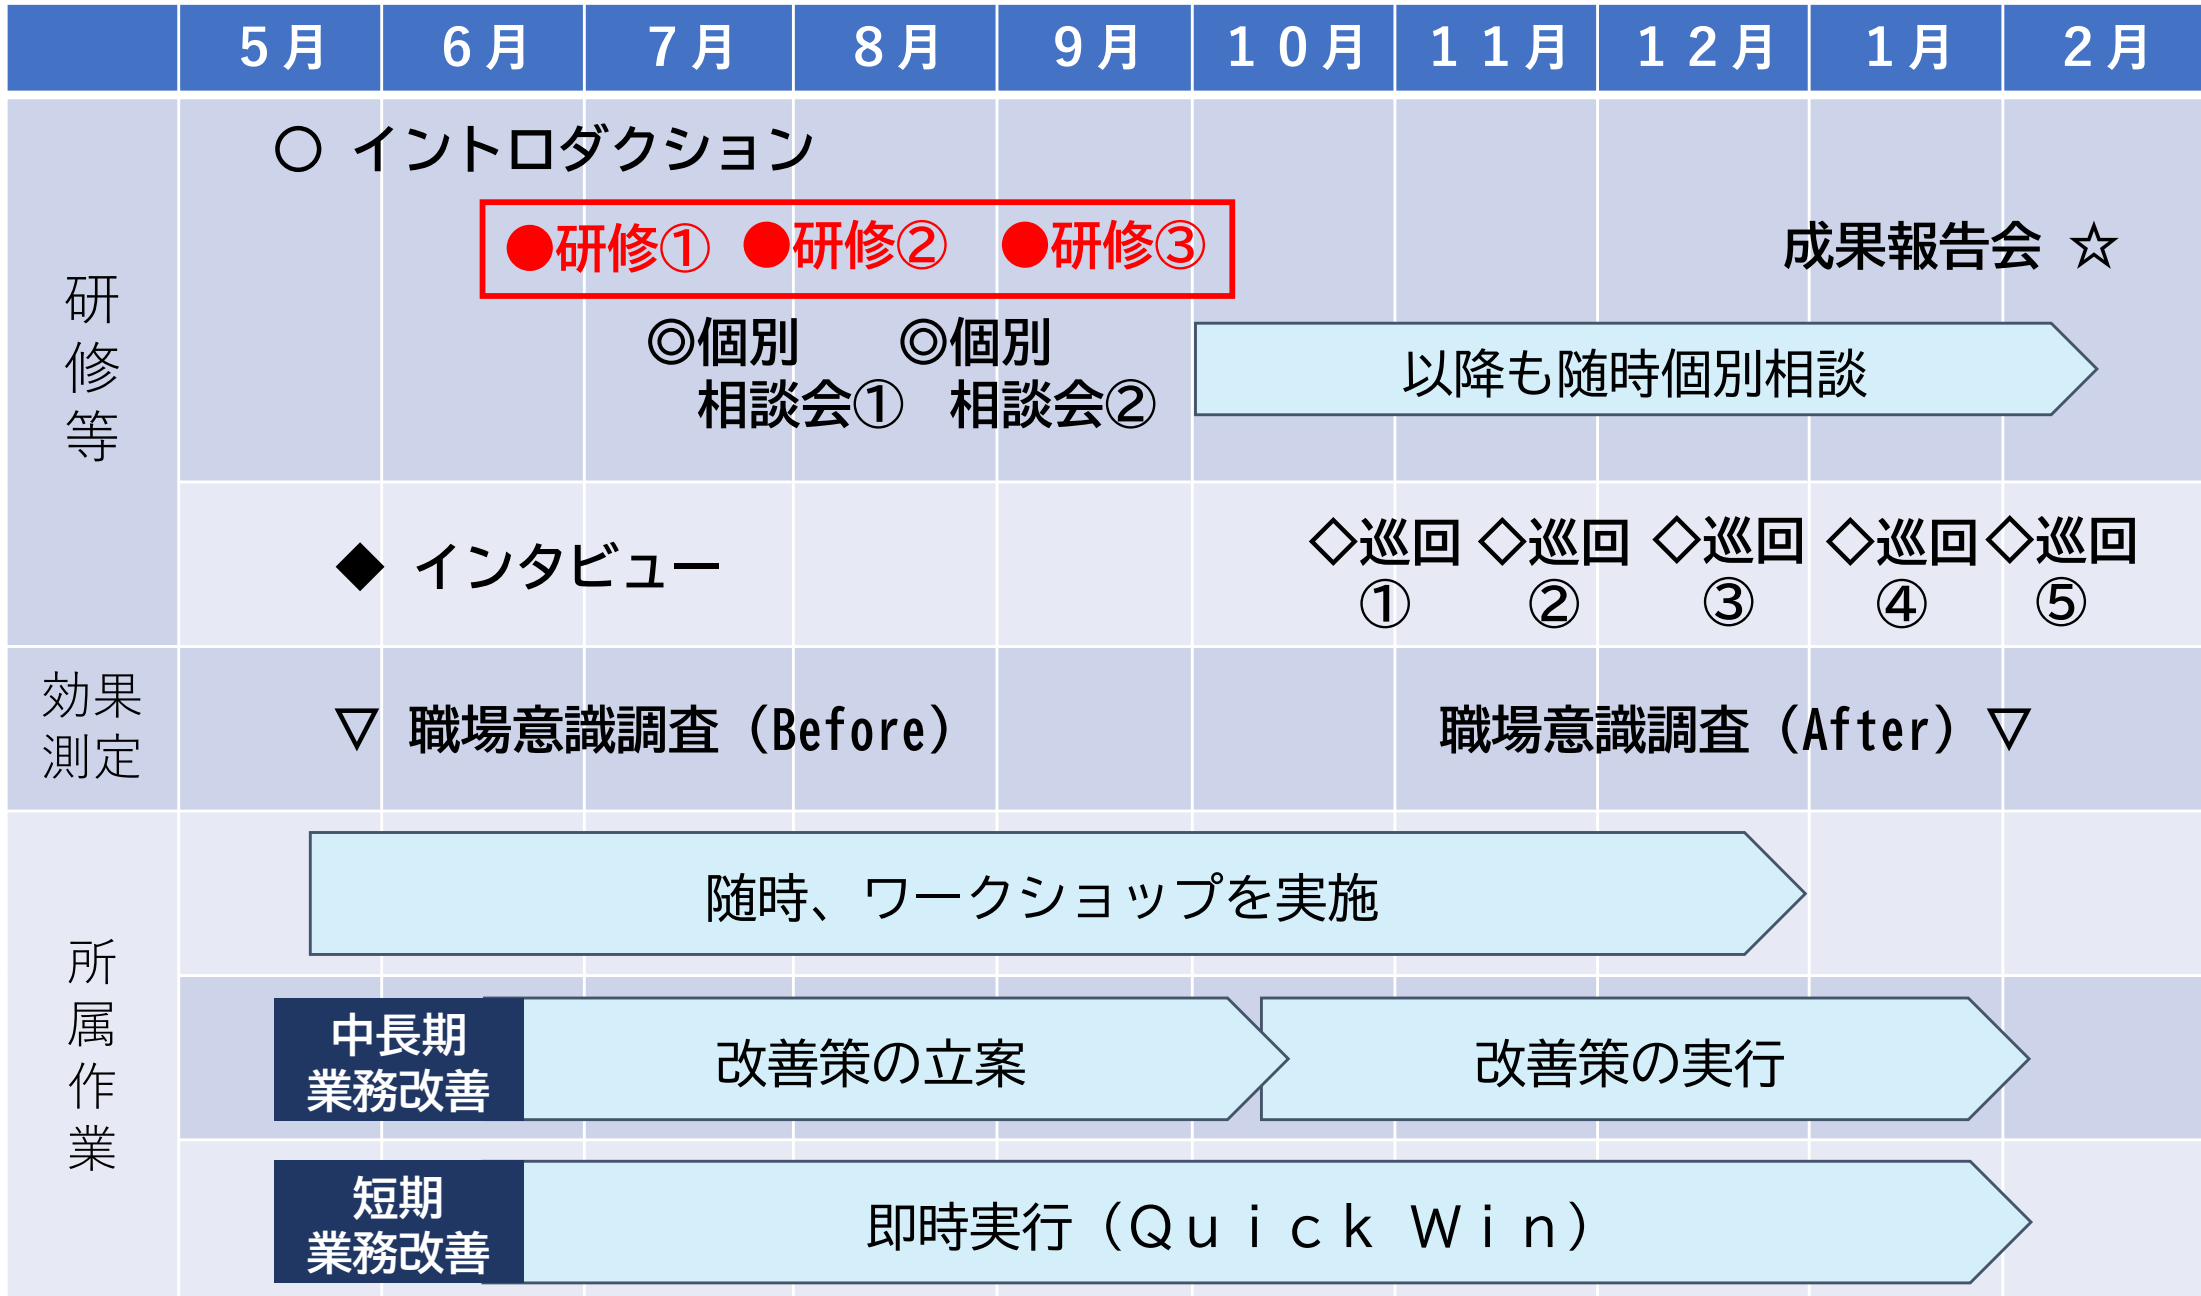 ５月 ６月 ７月 ８月 ９月 １０月 １１月 １２月 １月 ２月
研修等
○ イントロダクション
●研修① ●研修② ●研修③
成果報告会 ☆
◎個別 ◎個別
相談会① 相談会②
以降も随時個別相談
◆ インタビュー
◇巡回 ◇巡回 ◇巡回 ◇巡回 ◇巡回
① ② ③ ④ ⑤
効果
測定
▽ 職場意識調査（Before）
職場意識調査（After）▽
所属作業
随時、ワークショップを実施
中長期
業務改善
改善策の立案
改善策の実行
短期
業務改善
即時実行（Ｑｕｉｃｋ Ｗｉｎ）